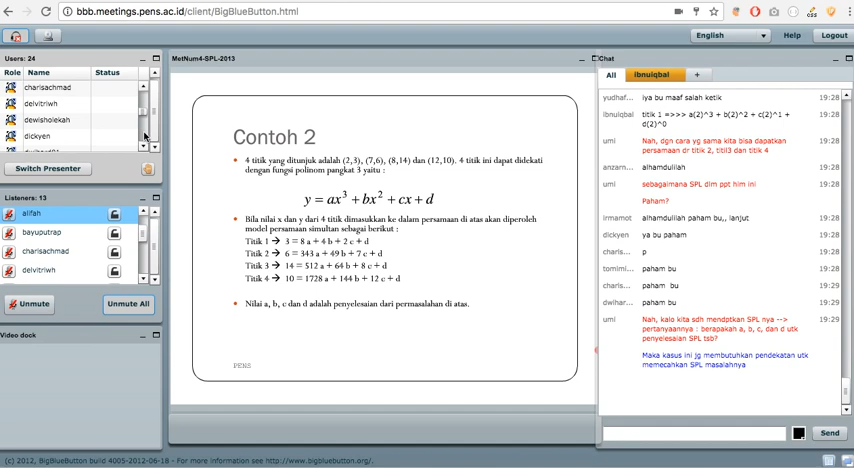 bbb.meetings.pens.ac.id/client/BigBlueButton.html
English
Help
Logout
Users: 24
Role Name Status
charisachmad
delvitriwh
dewisholekah
dickyen
Switch Presenter
Listeners: 13
alifah
bayuputrap
charisachmad
delvitriwh
Unmute
Unmute All
Video dock
MetNum4-SPL-2013
Contoh 2
• 4 titik yang ditunjuk adalah (2,3), (7,6), (8,14) dan (12,10). 4 titik ini dapat didekati
dengan fungsi polinom pangkat 3 yaitu :
y = ax³ + bx² + cx + d
• Bila nilai x dan y dari 4 titik dimasukkan ke dalam persamaan di atas akan diperoleh
model persamaan simultan sebagai berikut :
Titik 1 → 3 = 8 a + 4 b + 2 c + d
Titik 2 → 6 = 343 a + 49 b + 7 c + d
Titik 3 → 14 = 512 a + 64 b + 8 c + d
Titik 4 → 10 = 1728 a + 144 b + 12 c + d
• Nilai a, b, c dan d adalah penyelesaian dari permasalahan di atas.
PENS
Chat
All ibnuiqbal +
yudhaf... iya bu maaf salah ketik 19:28
ibnuiqbal titik 1 =>>> a(2)^3 + b(2)^2 + c(2)^1 + 19:28
d(2)^0
umi Nah, dgn cara yg sama kita bisa dapatkan 19:28
persamaan dr titik 2, titil3 dan titik 4
anzarn... alhamdulilah 19:28
umi sebagaimana SPL dlm ppt him ini 19:28
Paham?
irmamot alhamdulilah paham bu,, lanjut 19:28
dickyen ya bu paham 19:28
charis... p 19:28
tomimi... paham bu 19:28
charis... paham bu 19:29
dwihar... paham bu 19:29
umi Nah, kalo kita sdh mendptkan SPL nya --> 19:29
pertanyaannya : berapakah a, b, c, dan d utk
penyelesaian SPL tsb?
Maka kasus ini jg membutuhkan pendekatan utk
memecahkan SPL masalahnya
Send
(c) 2012, BigBlueButton build 4005-2012-06-18 - For more information see http://www.bigbluebutton.org/.